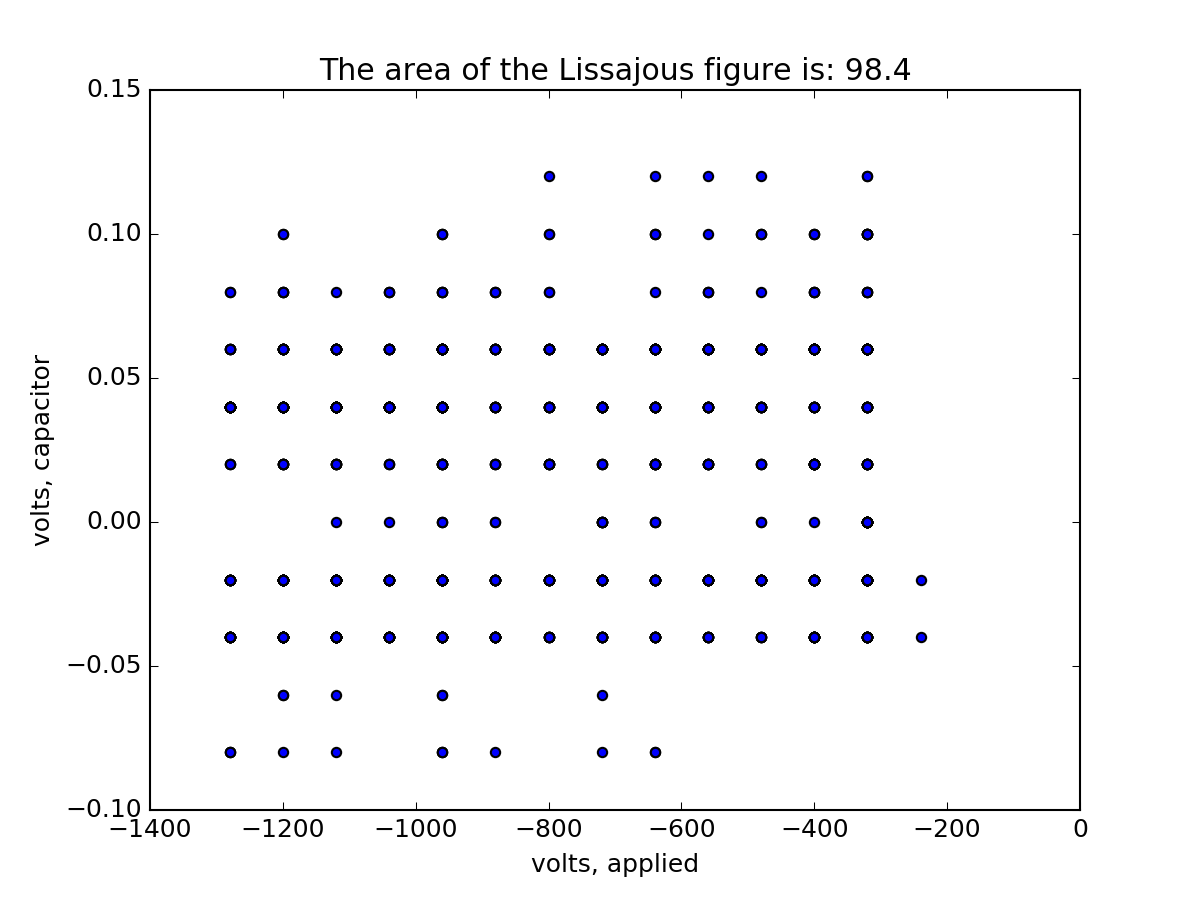 The area of the Lissajous figure is: 98.4
0.15
0.10
0.05
0.00
−0.05
−0.10
−1400 −1200 −1000 −800 −600 −400 −200 0
volts, capacitor
volts, applied